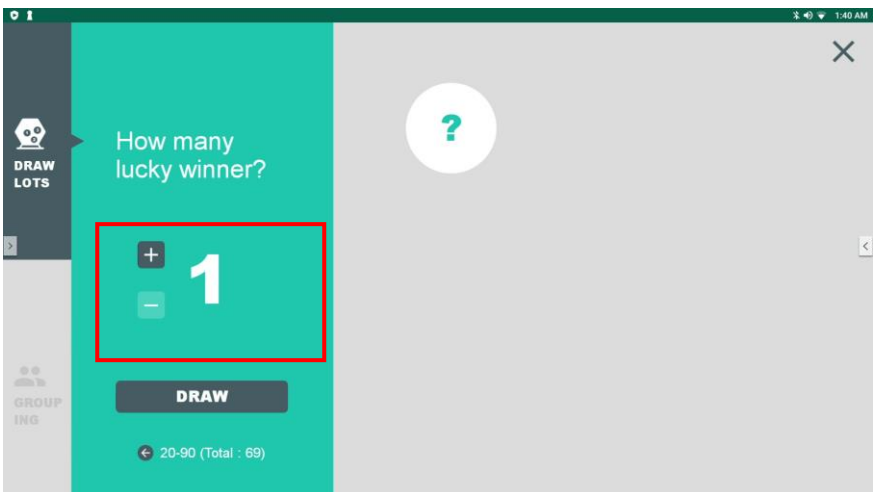 1:40 AM
DRAW
LOTS
How many
lucky winner?
?
+
1
−
DRAW
20-90 (Total : 69)
GROUP
ING